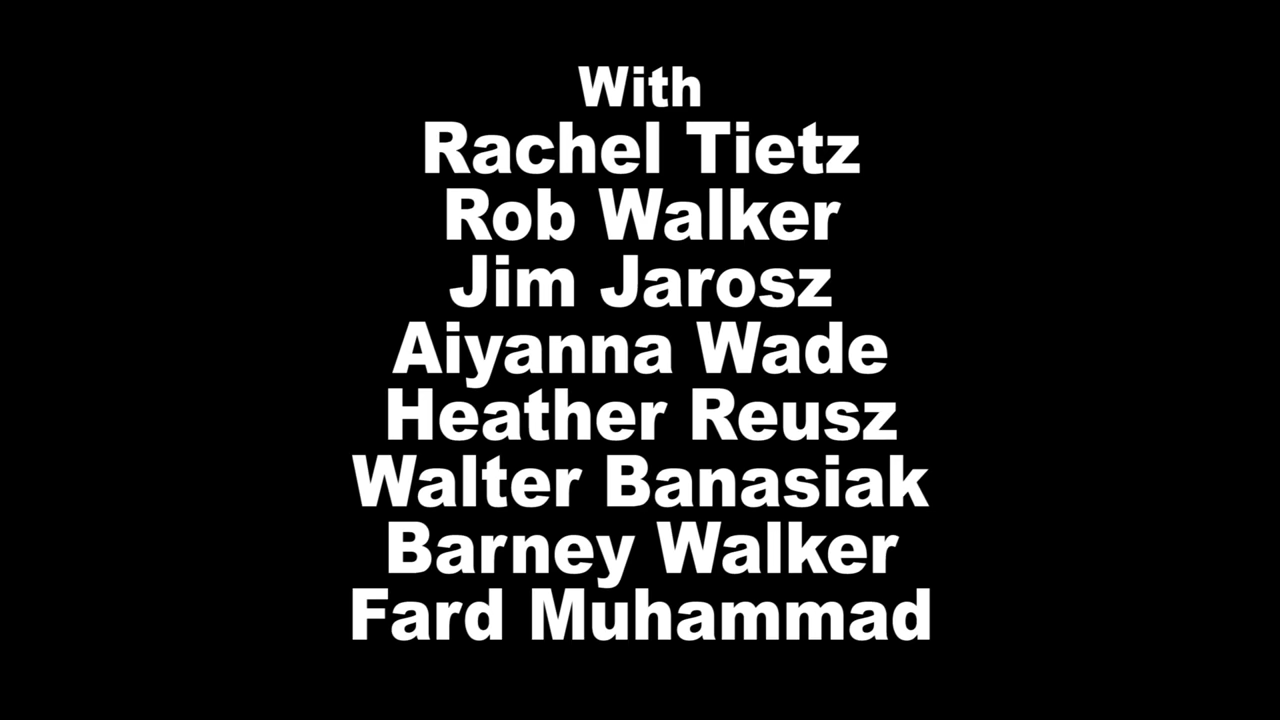 With
Rachel Tietz
Rob Walker
Jim Jarosz
Aiyanna Wade
Heather Reusz
Walter Banasiak
Barney Walker
Fard Muhammad